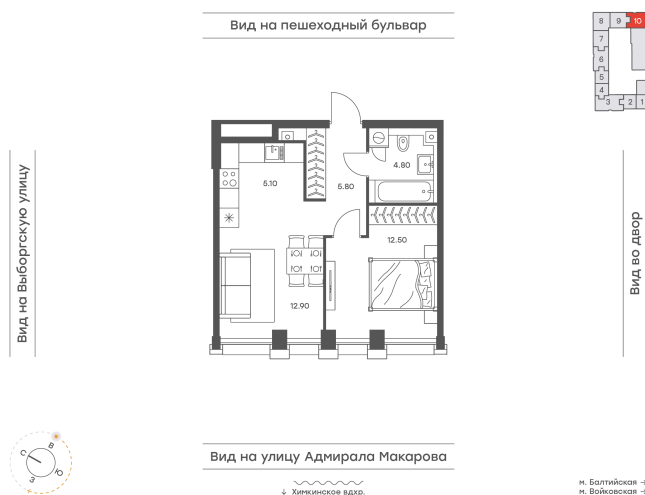 Вид на пешеходный бульвар
8 9 10
7
6
5
4
3 2 1
5.10
5.80
4.80
12.50
12.90
Вид на Выборгскую улицу
Вид во двор
С В Ю З
Вид на улицу Адмирала Макарова
↓ Химкинское вдхр.
м. Балтийская →
м. Войковская →